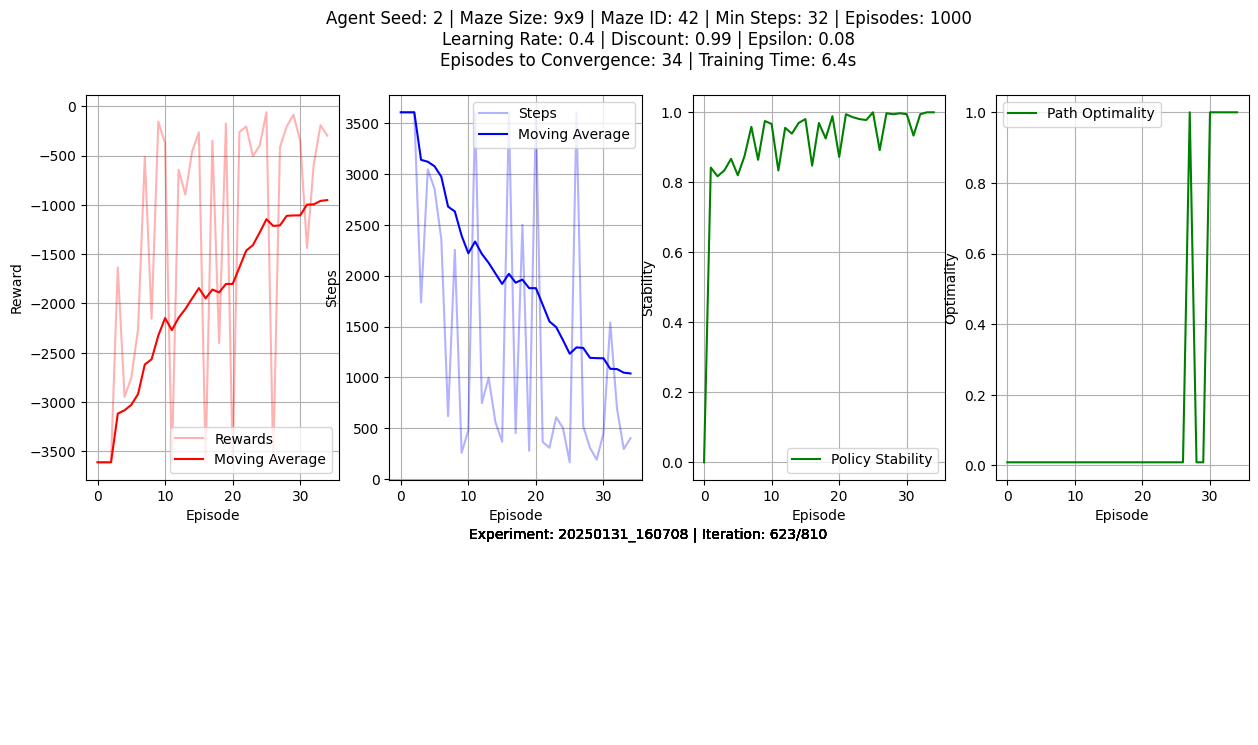 Agent Seed: 2 | Maze Size: 9x9 | Maze ID: 42 | Min Steps: 32 | Episodes: 1000
Learning Rate: 0.4 | Discount: 0.99 | Epsilon: 0.08
Episodes to Convergence: 34 | Training Time: 6.4s
Reward
0
−500
−1000
−1500
−2000
−2500
−3000
−3500
Rewards
Moving Average
0 10 20 30
Episode
Steps
3500
3000
2500
2000
1500
1000
500
0
Steps
Moving Average
0 10 20 30
Episode
Stability
1.0
0.8
0.6
0.4
0.2
0.0
Policy Stability
0 10 20 30
Episode
Optimality
1.0
0.8
0.6
0.4
0.2
0.0
Path Optimality
0 10 20 30
Episode
Experiment: 20250131_160708 | Iteration: 623/810